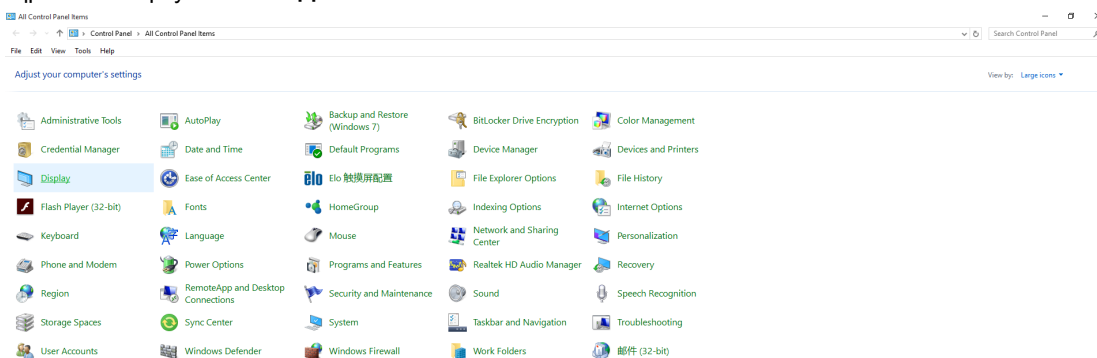 All Control Panel Items
Control Panel > All Control Panel Items
Search Control Panel
File Edit View Tools Help
Adjust your computer's settings
View by: Large icons
Administrative Tools
AutoPlay
Backup and Restore
(Windows 7)
BitLocker Drive Encryption
Color Management
Credential Manager
Date and Time
Default Programs
Device Manager
Devices and Printers
Display
Ease of Access Center
elo
Elo 触摸屏配置
File Explorer Options
File History
Flash Player (32-bit)
Fonts
HomeGroup
Indexing Options
Internet Options
Keyboard
Language
Mouse
Network and Sharing
Center
Personalization
Phone and Modem
Power Options
Programs and Features
Realtek HD Audio Manager
Recovery
Region
RemoteApp and Desktop
Connections
Security and Maintenance
Sound
Speech Recognition
Storage Spaces
Sync Center
System
Taskbar and Navigation
Troubleshooting
User Accounts
Windows Defender
Windows Firewall
Work Folders
邮件 (32-bit)